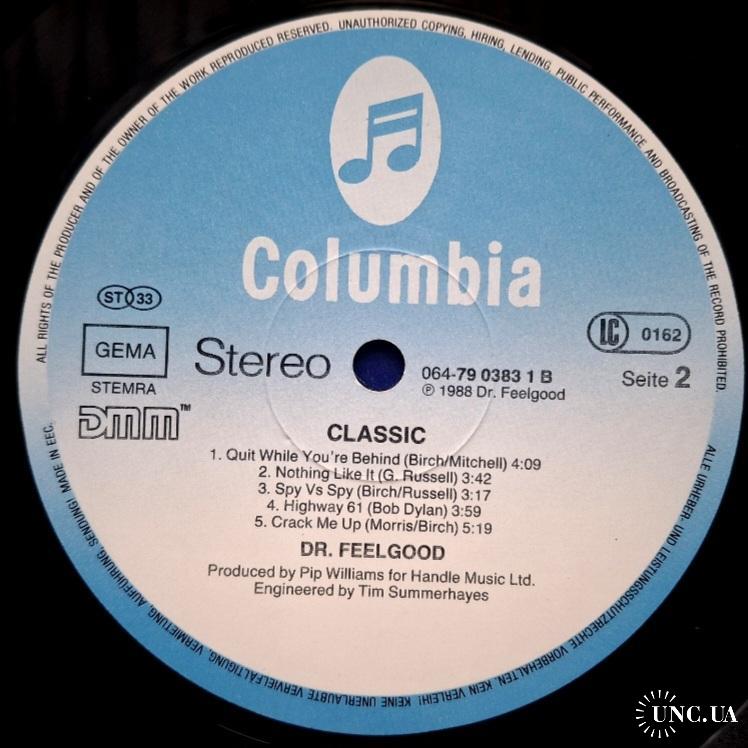 ALL RIGHTS OF THE PRODUCER AND OF THE OWNER OF THE WORK REPRODUCED RESERVED. UNAUTHORIZED COPYING, HIRING, LENDING, PUBLIC PERFORMANCE AND BROADCASTING OF THE RECORD PROHIBITED.
Columbia
ST 33
GEMA
STEMRA
DMM™
Stereo
LC 0162
064-79 0383 1 B
Ⓟ 1988 Dr. Feelgood
Seite 2
CLASSIC
1. Quit While You're Behind (Birch/Mitchell) 4:09
2. Nothing Like It (G. Russell) 3:42
3. Spy Vs Spy (Birch/Russell) 3:17
4. Highway 61 (Bob Dylan) 3:59
5. Crack Me Up (Morris/Birch) 5:19
DR. FEELGOOD
Produced by Pip Williams for Handle Music Ltd.
Engineered by Tim Summerhayes
ALLE URHEBER- UND LEISTUNGSSCHUTZRECHTE VORBEHALTEN. KEIN VERLEIH! KEINE UNERLAUBTE VERVIELFÄLTIGUNG, VERMIETUNG, AUFFÜHRUNG, SENDUNG! MADE IN EEC.
UNC.UA